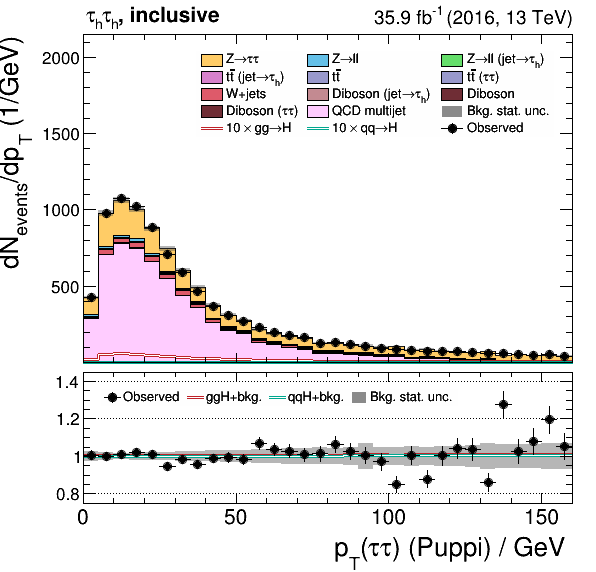 τₕτₕ, inclusive 35.9 fb⁻¹ (2016, 13 TeV)
dN_events/dp_T (1/GeV)
2000
1500
1000
500
Z→ττ Z→ll Z→ll (jet→τₕ)
tt̄ (jet→τₕ) tt̄ tt̄ (ττ)
W+jets Diboson (jet→τₕ) Diboson
Diboson (ττ) QCD multijet Bkg. stat. unc.
10 × gg→H 10 × qq→H Observed
1.4
1.2
1
0.8
Observed ggH+bkg. qqH+bkg. Bkg. stat. unc.
0 50 100 150
p_T(ττ) (Puppi) / GeV